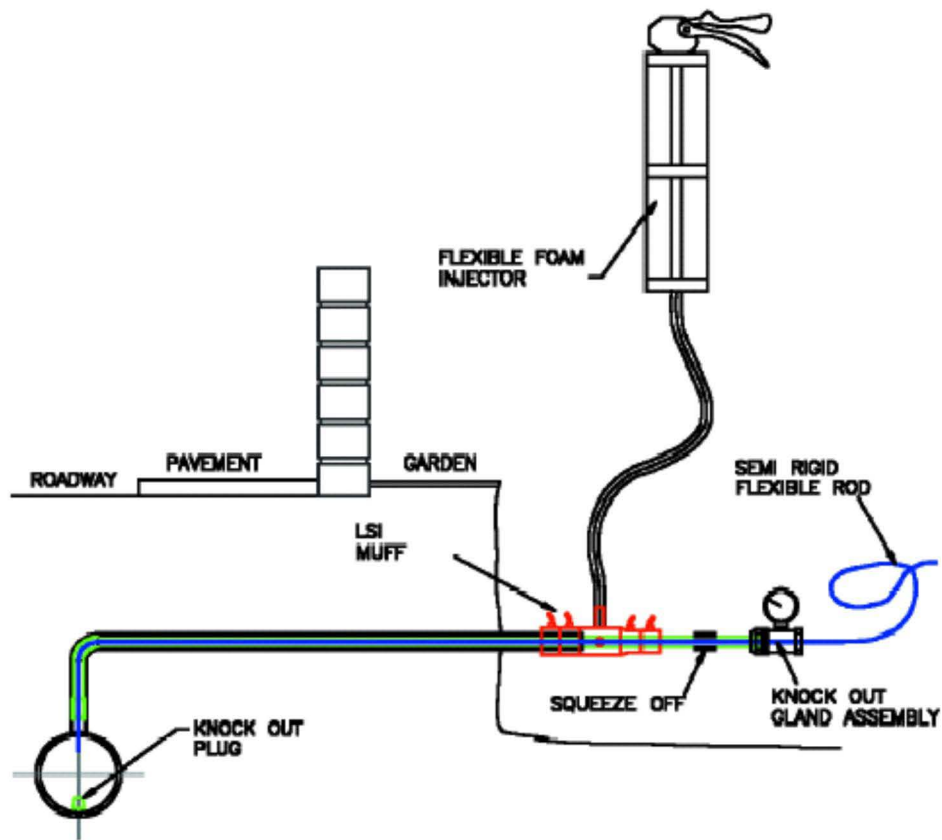 FLEXIBLE FOAM
INJECTOR
ROADWAY
PAVEMENT
GARDEN
SEMI RIGID
FLEXIBLE ROD
LSI
MUFF
SQUEEZE OFF
KNOCK OUT
GLAND ASSEMBLY
KNOCK OUT
PLUG